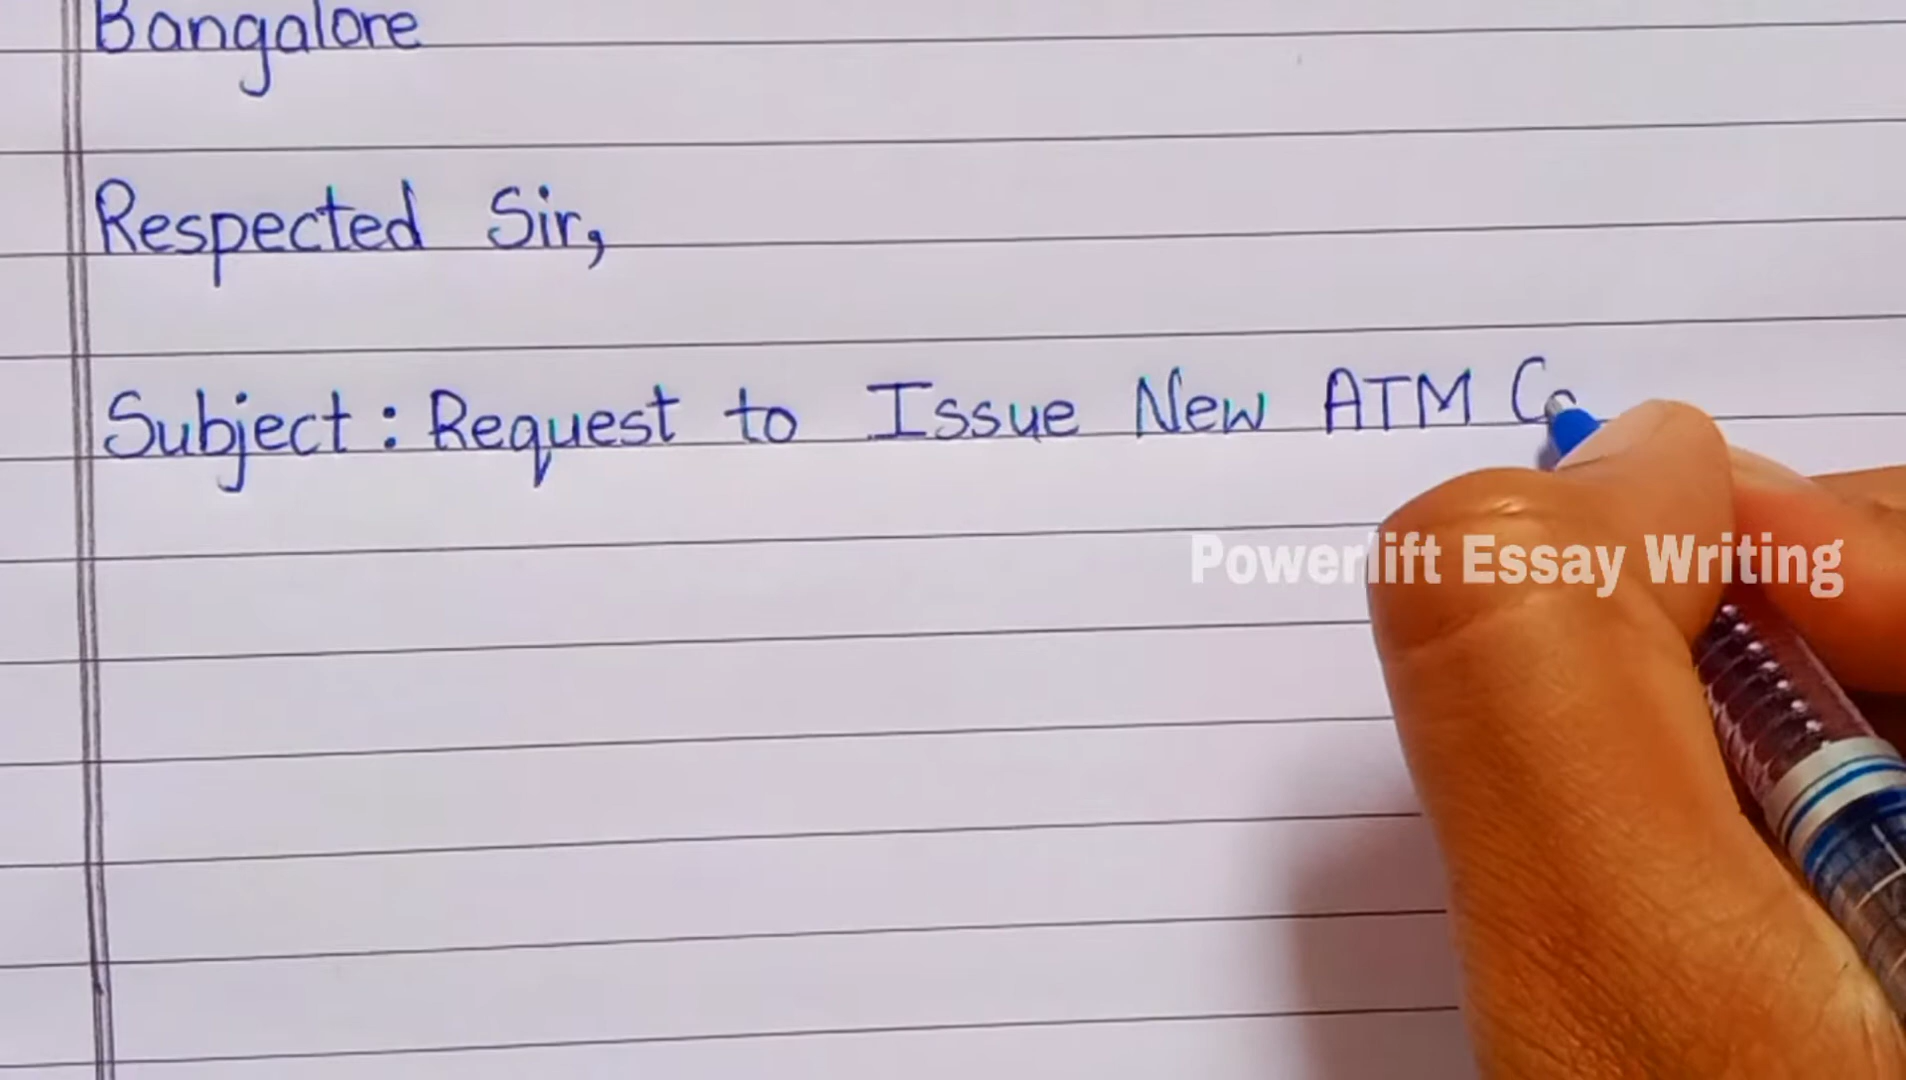 Bangalore
Respected Sir,
Subject : Request to Issue New ATM
Powerlift Essay Writing